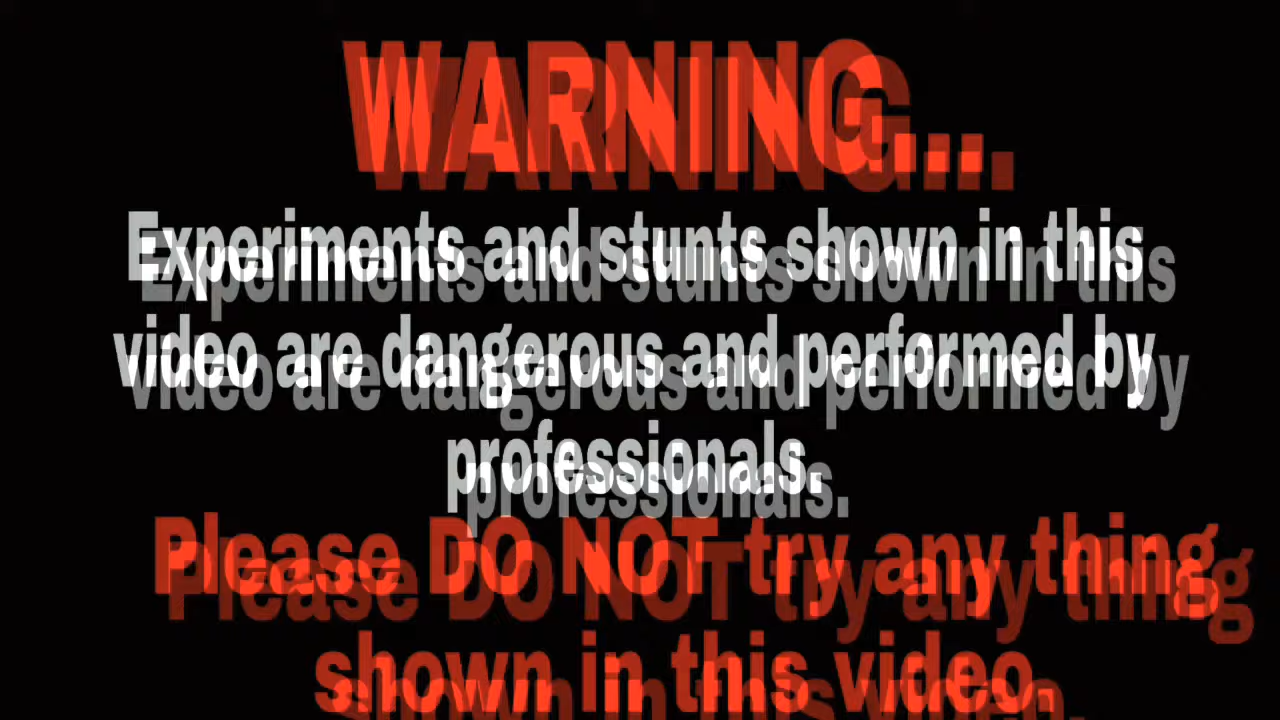 WARNING...
Experiments and stunts shown in this
video are dangerous and performed by
professionals.
Please DO NOT try any thing
shown in this video.